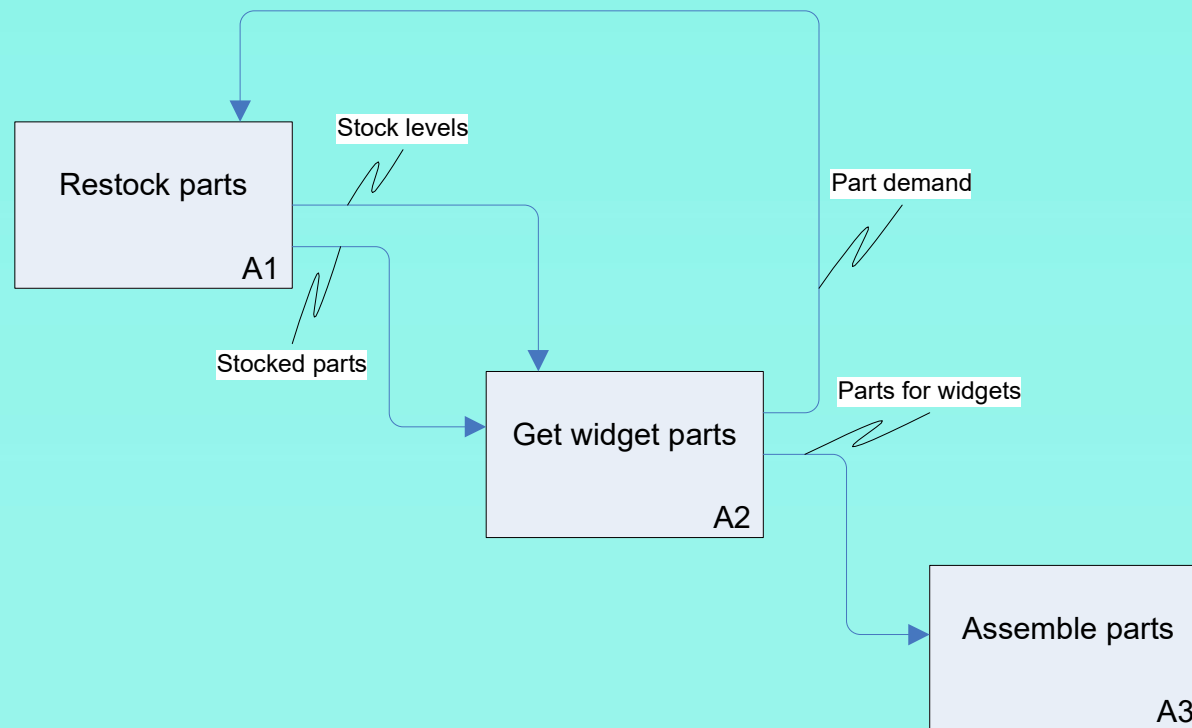 Stock levels
Restock parts
Part demand
A1
Stocked parts
Parts for widgets
Get widget parts
A2
Assemble parts
A3